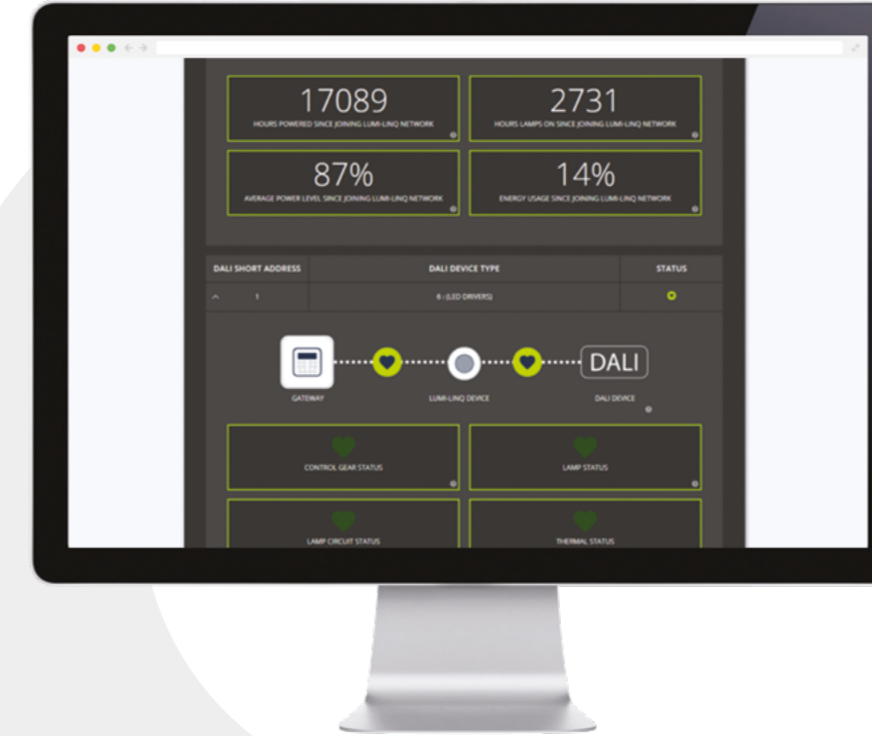 17089
HOURS POWERED SINCE JOINING LUMI-LINQ NETWORK
2731
HOURS LAMPS ON SINCE JOINING LUMI-LINQ NETWORK
87%
AVERAGE POWER LEVEL SINCE JOINING LUMI-LINQ NETWORK
14%
ENERGY USAGE SINCE JOINING LUMI-LINQ NETWORK
DALI SHORT ADDRESS DALI DEVICE TYPE STATUS
1 6 : (LED DRIVERS)
DALI
GATEWAY LUMI-LINQ DEVICE DALI DEVICE
CONTROL GEAR STATUS
LAMP STATUS
LAMP CIRCUIT STATUS
THERMAL STATUS